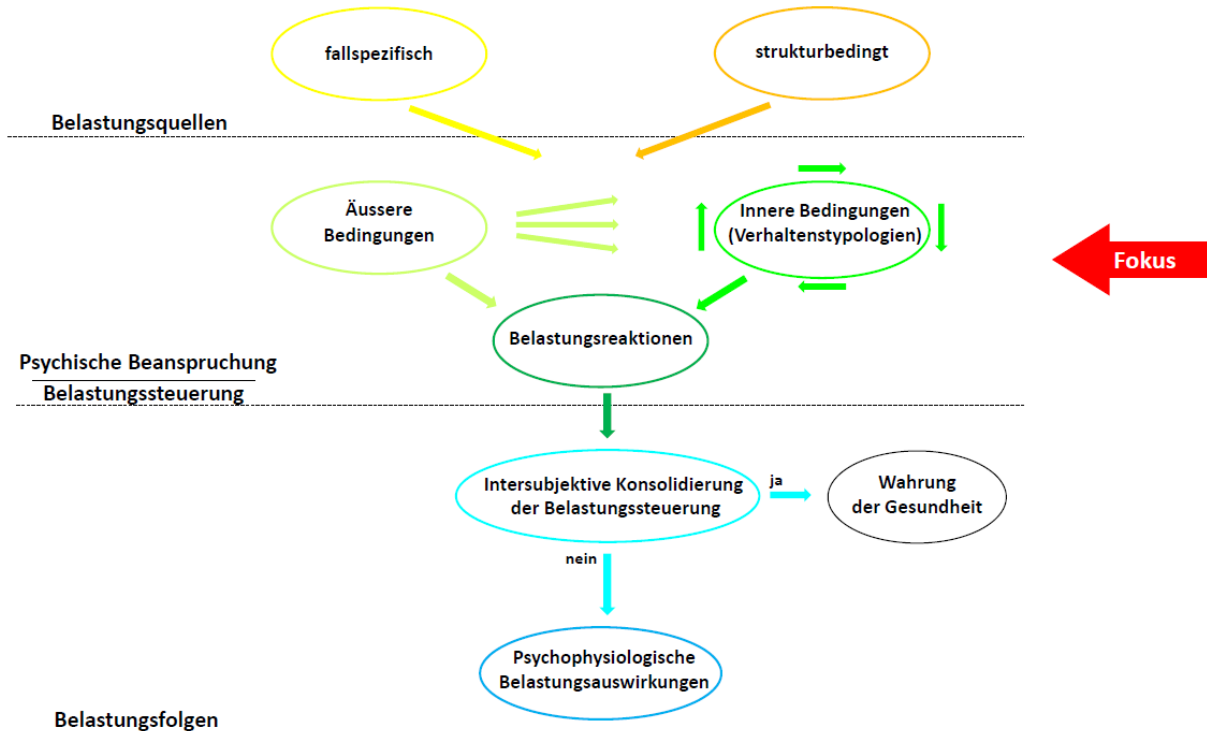 fallspezifisch
strukturbedingt
Belastungsquellen
Äussere
Bedingungen
Innere Bedingungen
(Verhaltenstypologien)
Fokus
Belastungsreaktionen
Psychische Beanspruchung
Belastungssteuerung
Intersubjektive Konsolidierung
der Belastungssteuerung
ja
Wahrung
der Gesundheit
nein
Psychophysiologische
Belastungsauswirkungen
Belastungsfolgen